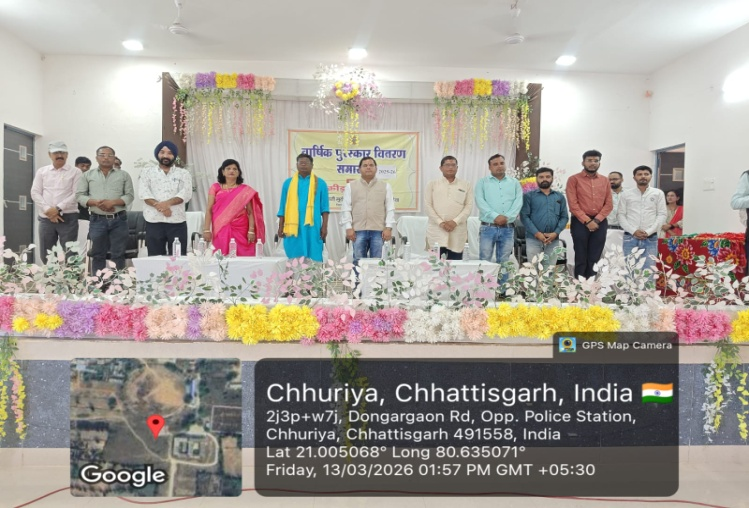 वार्षिक पुरस्कार वितरण
GPS Map Camera
Chhuriya, Chhattisgarh, India
2j3p+w7j, Dongargaon Rd, Opp. Police Station,
Chhuriya, Chhattisgarh 491558, India
Lat 21.005068° Long 80.635071°
Friday, 13/03/2026 01:57 PM GMT +05:30
Google